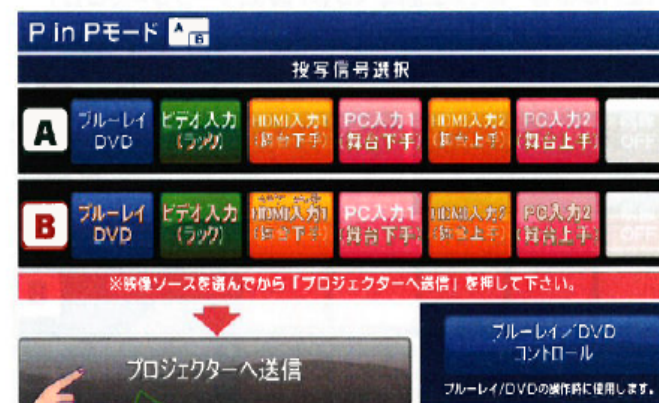 P in Pモード A B
投写信号選択
A ブルーレイ DVD ビデオ入力 (ラック) HDMI入力1 (舞台下手) PC入力1 (舞台下手) HDMI入力2 (舞台上手) PC入力2 (舞台上手) OFF
B ブルーレイ DVD ビデオ入力 (ラック) HDMI入力1 (舞台下手) PC入力1 (舞台下手) HDMI入力2 (舞台上手) PC入力2 (舞台上手) OFF
※映像ソースを選んでから「プロジェクターへ送信」を押して下さい。
プロジェクターへ送信
ブルーレイ/DVD
コントロール
ブルーレイ/DVDの操作時に使用します。